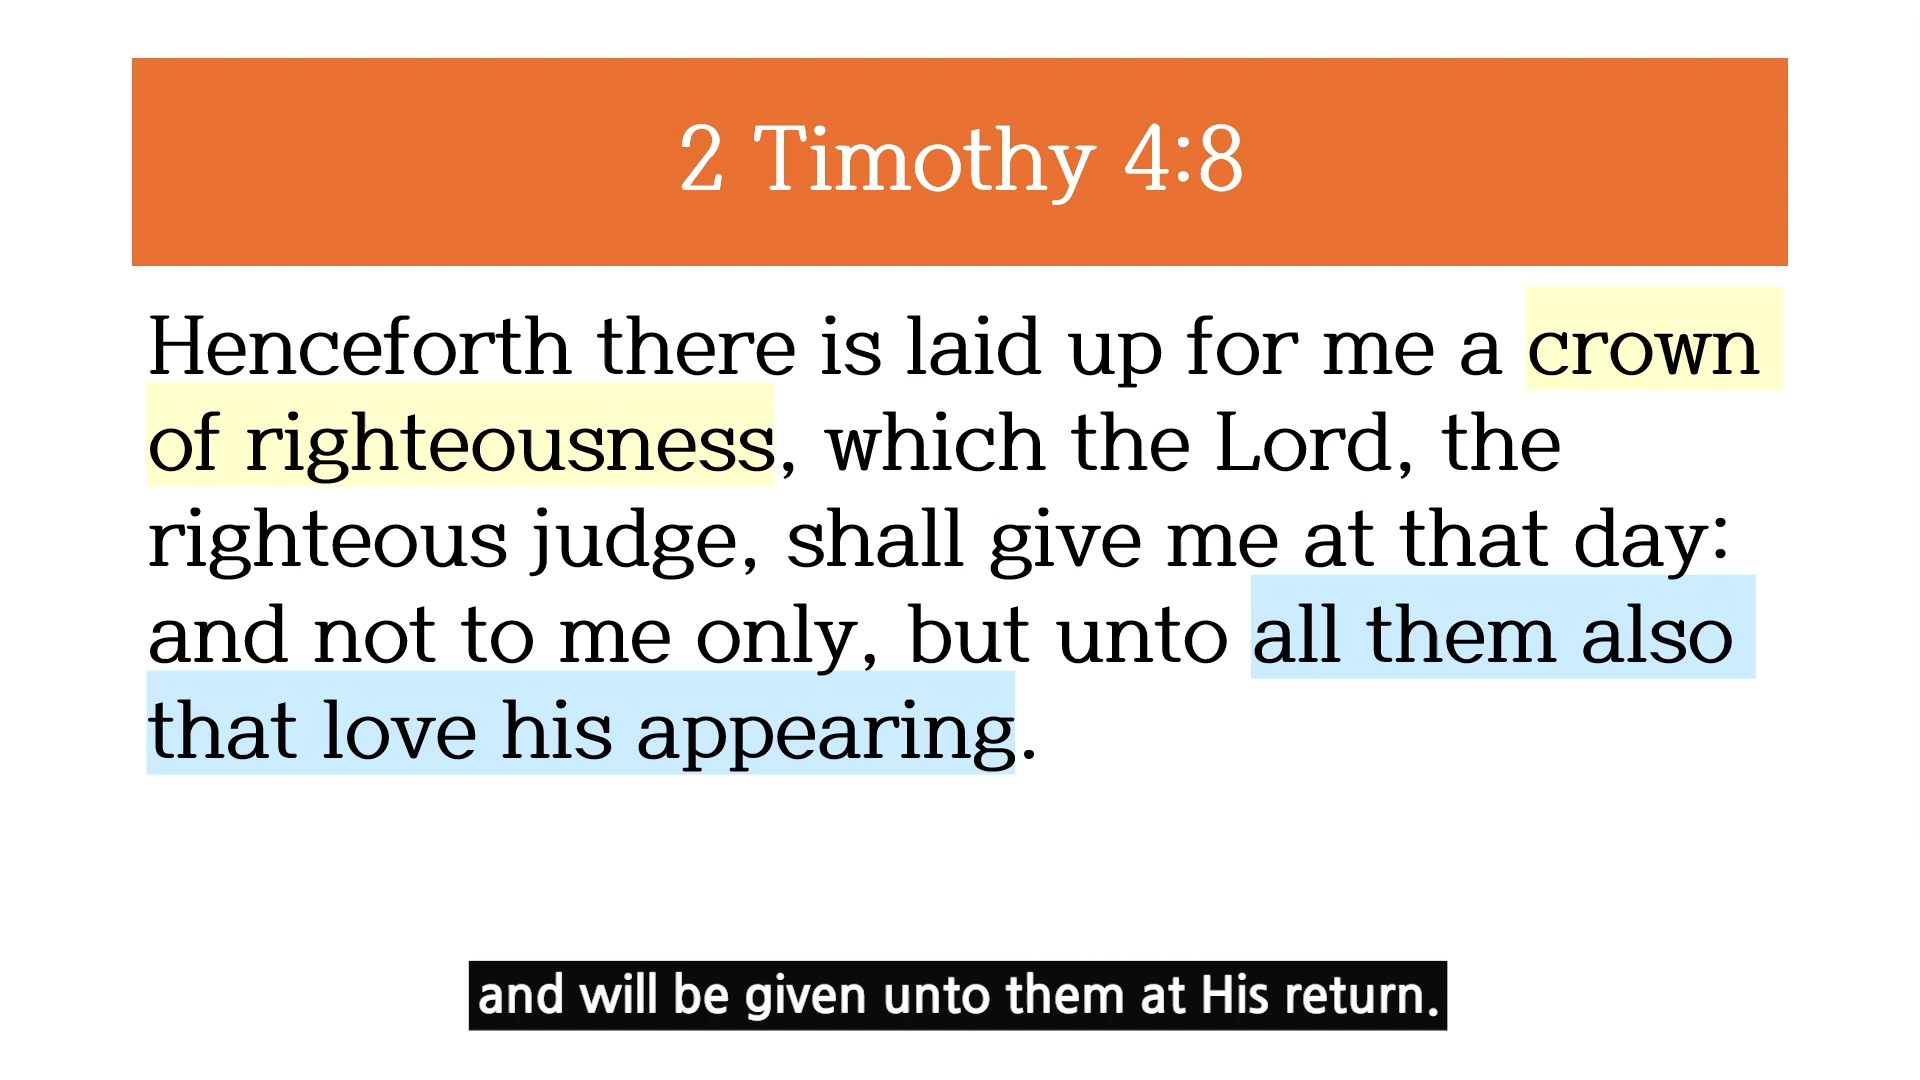 2 Timothy 4:8
Henceforth there is laid up for me a crown
of righteousness, which the Lord, the
righteous judge, shall give me at that day:
and not to me only, but unto all them also
that love his appearing.
and will be given unto them at His return.